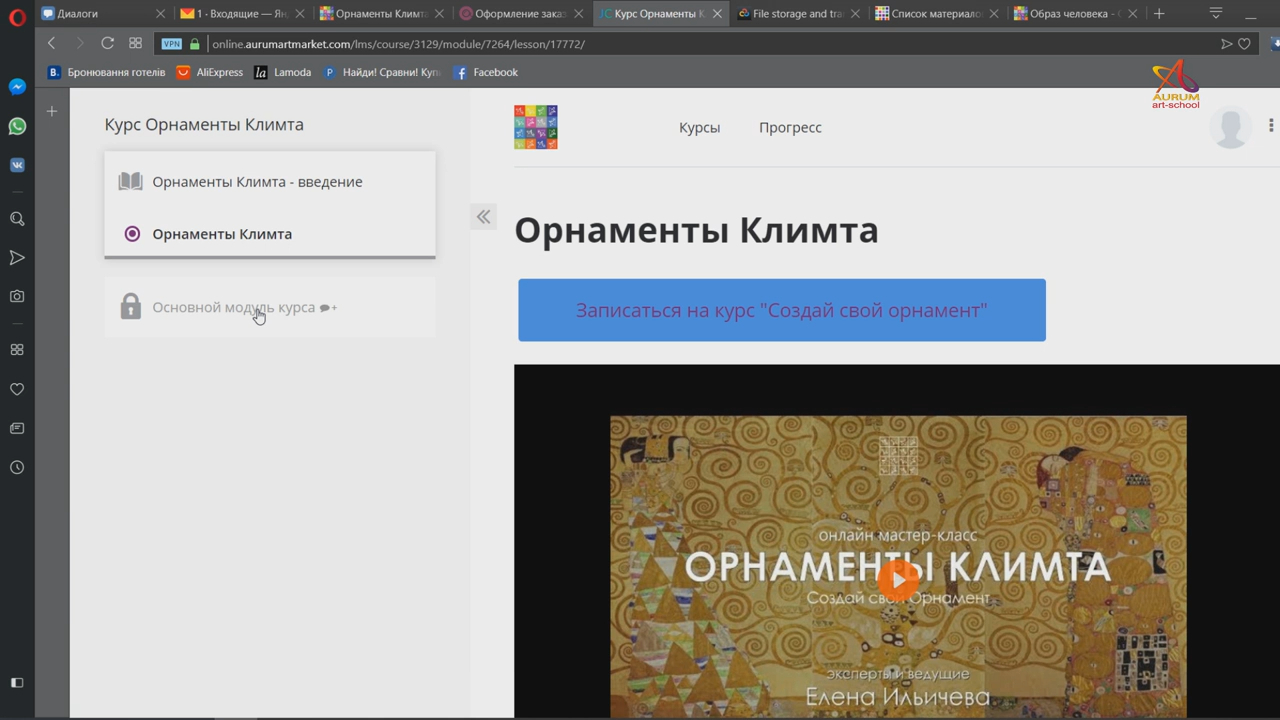 Диалоги
1 · Входящие — Ян
Орнаменты Климт
Оформление заказ
JC Курс Орнаменты К
File storage and tra
Список материало
Образ человека - С
VPN
online.aurumartmarket.com/lms/course/3129/module/7264/lesson/17772/
B. Бронювання готелів
AliExpress
la Lamoda
P Найди! Сравни! Куп
Facebook
AURUM
art-school
Курс Орнаменты Климта
Орнаменты Климта - введение
Орнаменты Климта
Основной модуль курса
Курсы
Прогресс
Орнаменты Климта
Записаться на курс "Создай свой орнамент"
онлайн мастер-класс
ОРНАМЕНТЫ КЛИМТА
Создай свой Орнамент
эксперты и ведущие
Елена Ильичева